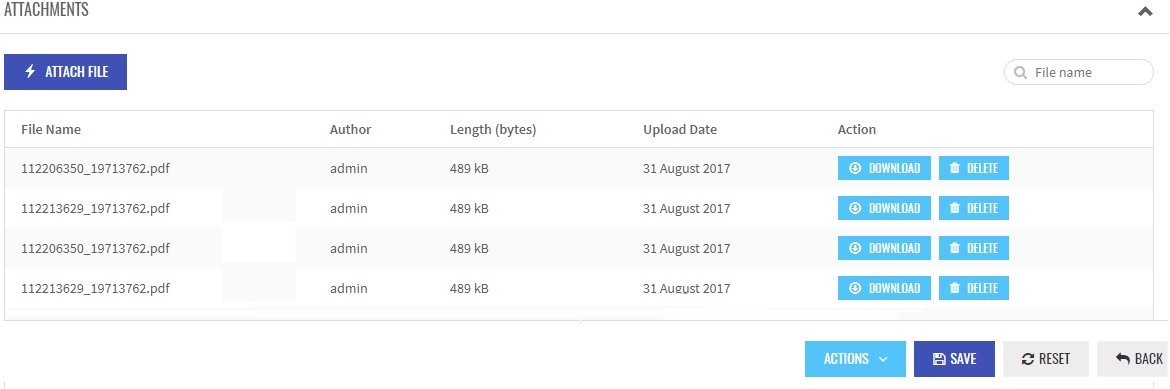 ATTACHMENTS
ATTACH FILE
File name
File Name Author Length (bytes) Upload Date Action
112206350_19713762.pdf admin 489 kB 31 August 2017 DOWNLOAD DELETE
112213629_19713762.pdf admin 489 kB 31 August 2017 DOWNLOAD DELETE
112206350_19713762.pdf admin 489 kB 31 August 2017 DOWNLOAD DELETE
112213629_19713762.pdf admin 489 kB 31 August 2017 DOWNLOAD DELETE
ACTIONS SAVE RESET BACK